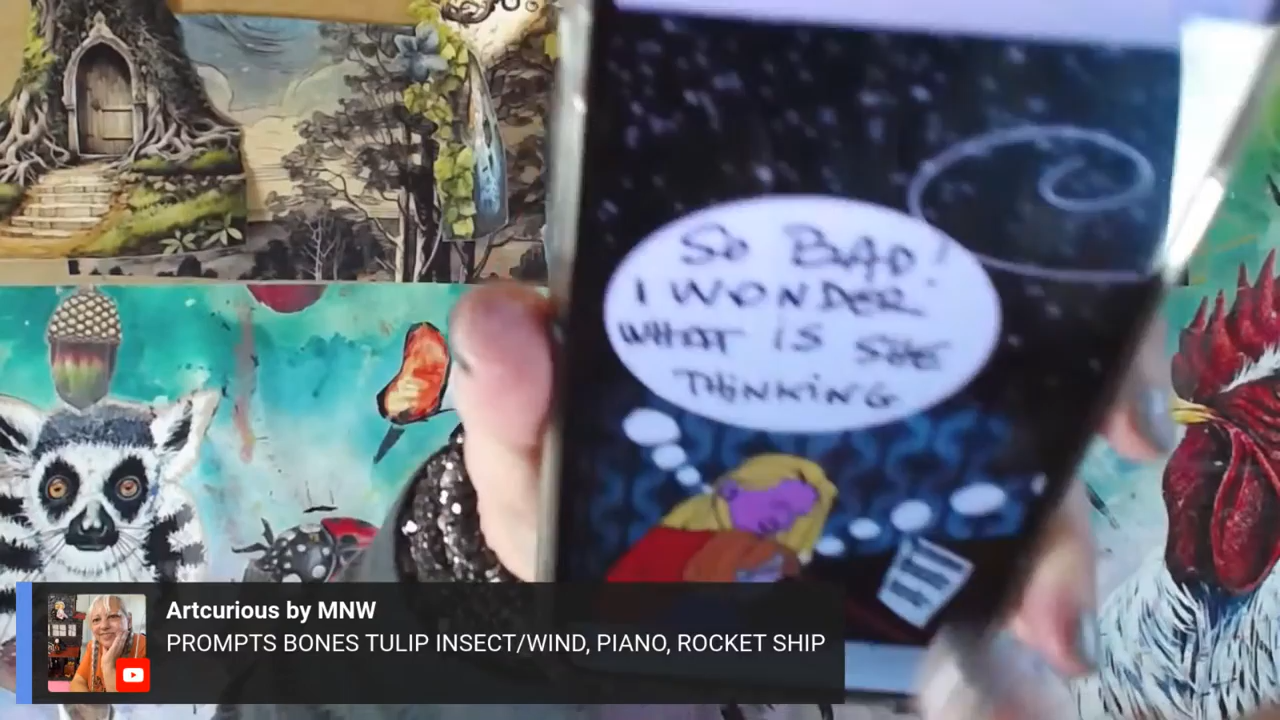 SO BAD!
I WONDER
WHAT IS SHE
THINKING
Artcurious by MNW
PROMPTS BONES TULIP INSECT/WIND, PIANO, ROCKET SHIP